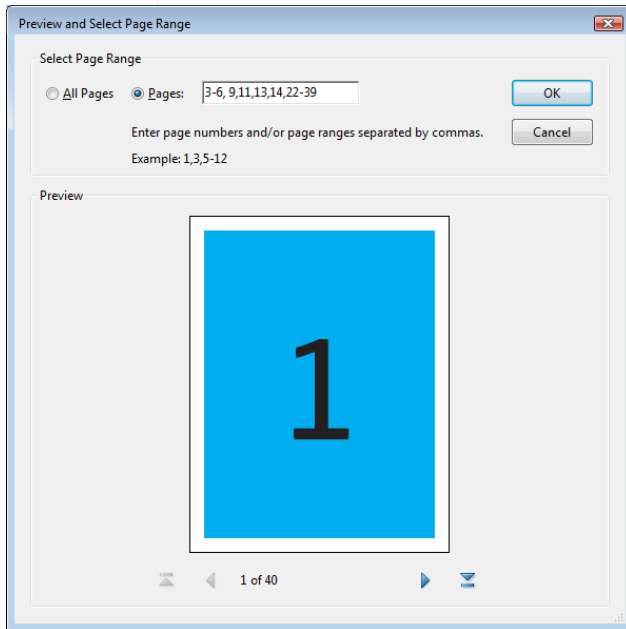 Preview and Select Page Range
Select Page Range
All Pages Pages: 3-6, 9,11,13,14,22-39 OK
Enter page numbers and/or page ranges separated by commas. Cancel
Example: 1,3,5-12
Preview
1
1 of 40